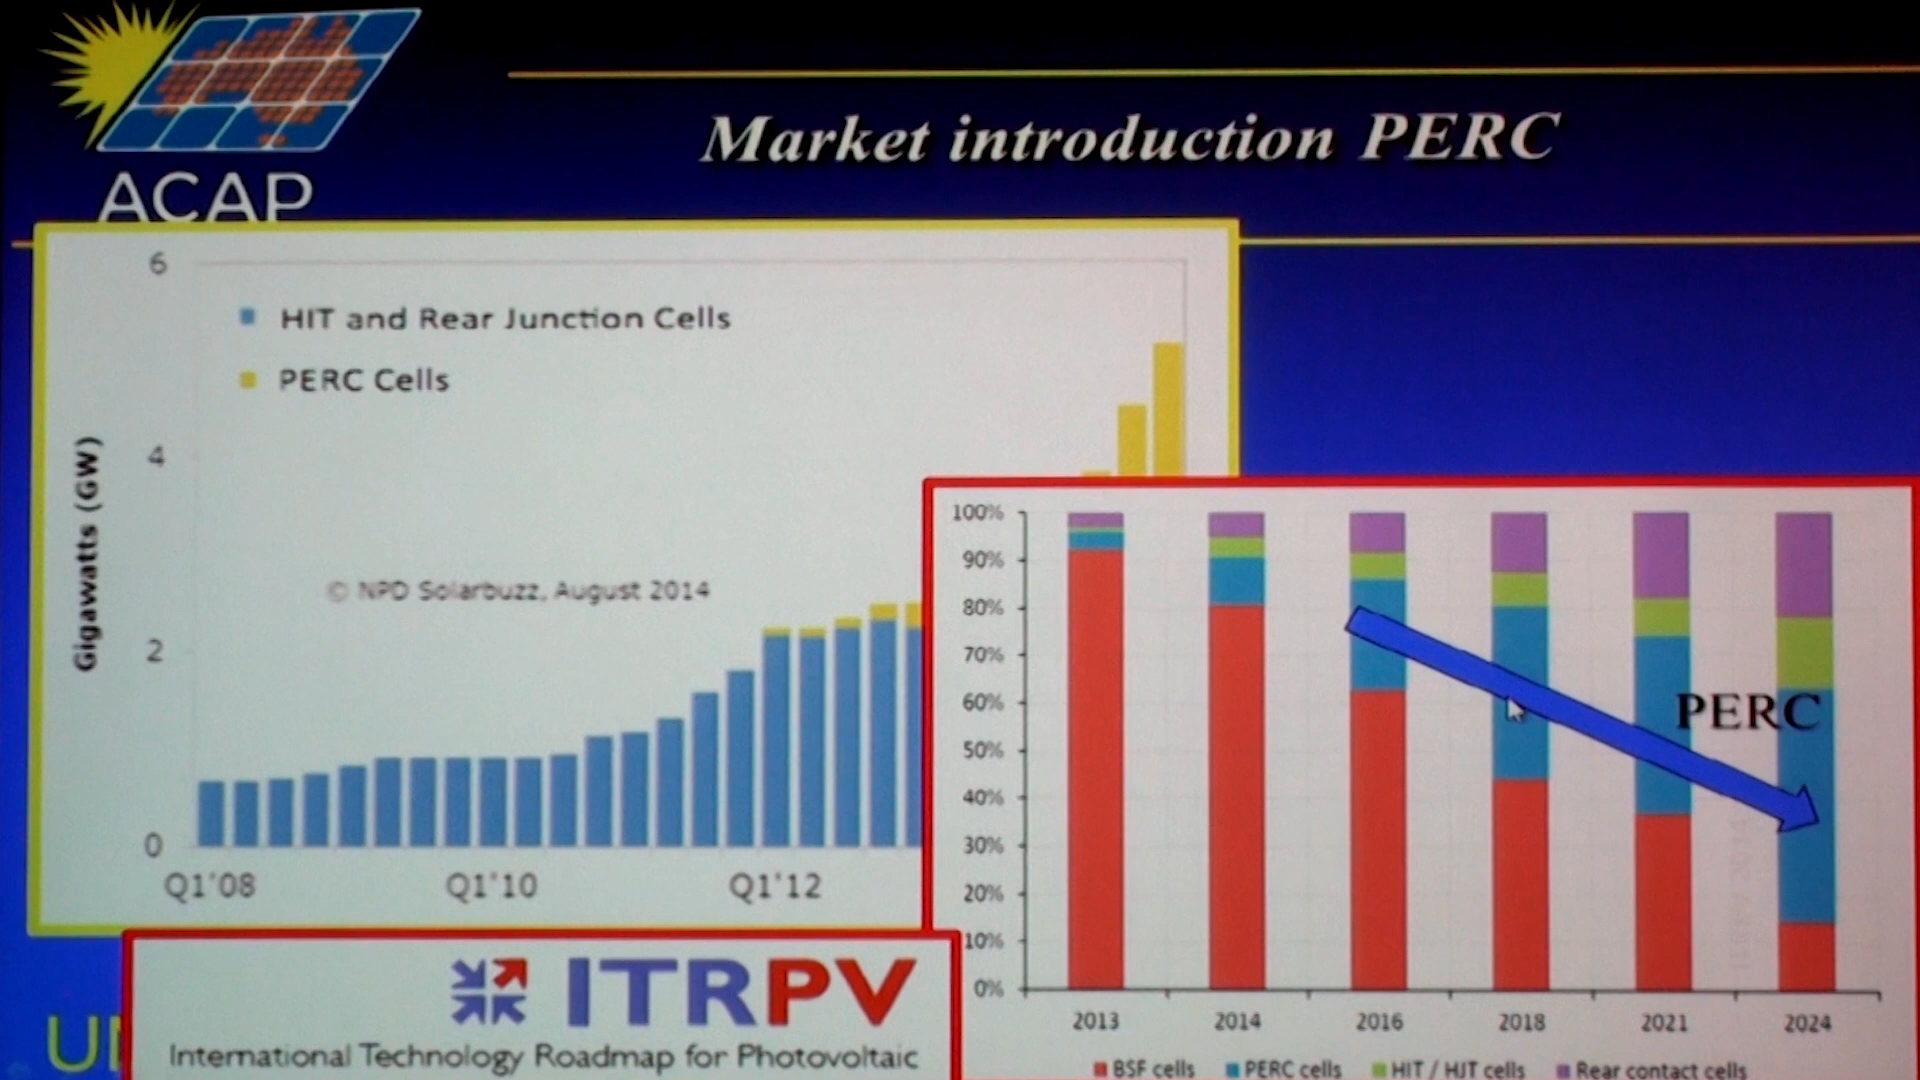 ACAP
Market introduction PERC
6
HIT and Rear Junction Cells
PERC Cells
4
Gigawatts (GW)
© NPD Solarbuzz, August 2014
2
0
Q1'08
Q1'10
Q1'12
100%
90%
80%
70%
60%
50%
40%
30%
20%
10%
0%
PERC
2013
2014
2016
2018
2021
2024
BSF cells
PERC cells
HIT / HJT cells
Rear contact cells
ITRPV
International Technology Roadmap for Photovoltaic